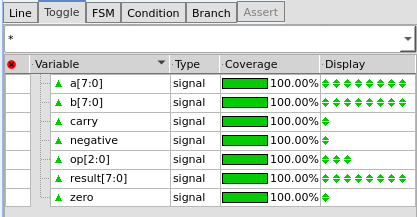 Line Toggle FSM Condition Branch Assert
*
Variable Type Coverage Display
a[7:0] signal 100.00%
b[7:0] signal 100.00%
carry signal 100.00%
negative signal 100.00%
op[2:0] signal 100.00%
result[7:0] signal 100.00%
zero signal 100.00%